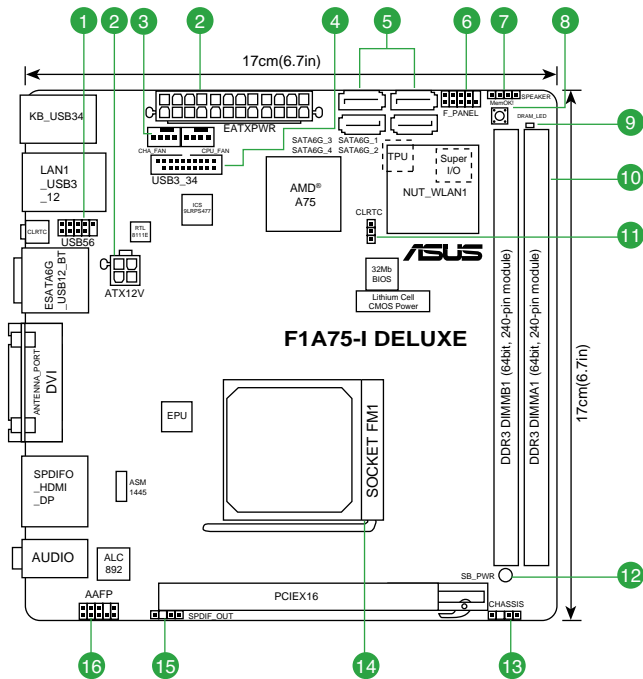 1
2
3
2
4
5
6
7
8
17cm(6.7in)
KB_USB34
EATXPWR
CHA_FAN
CPU_FAN
USB3_34
SATA6G_3 SATA6G_1
SATA6G_4 SATA6G_2
F_PANEL
SPEAKER
MemOK!
DRAM_LED
9
10
LAN1
_USB3
_12
ICS
9LRPS477
AMD®
A75
TPU
Super
I/O
NUT_WLAN1
CLRTC
USB56
RTL
8111E
CLRTC
11
ASUS
ESATA6G
_USB12_BT
ATX12V
32Mb
BIOS
Lithium Cell
CMOS Power
F1A75-I DELUXE
DDR3 DIMMB1 (64bit, 240-pin module)
DDR3 DIMMA1 (64bit, 240-pin module)
17cm(6.7in)
ANTENNA_PORT
DVI
EPU
SOCKET FM1
SPDIFO
_HDMI
_DP
ASM
1445
AUDIO
ALC
892
SB_PWR
12
AAFP
PCIEX16
SPDIF_OUT
CHASSIS
16
15
14
13